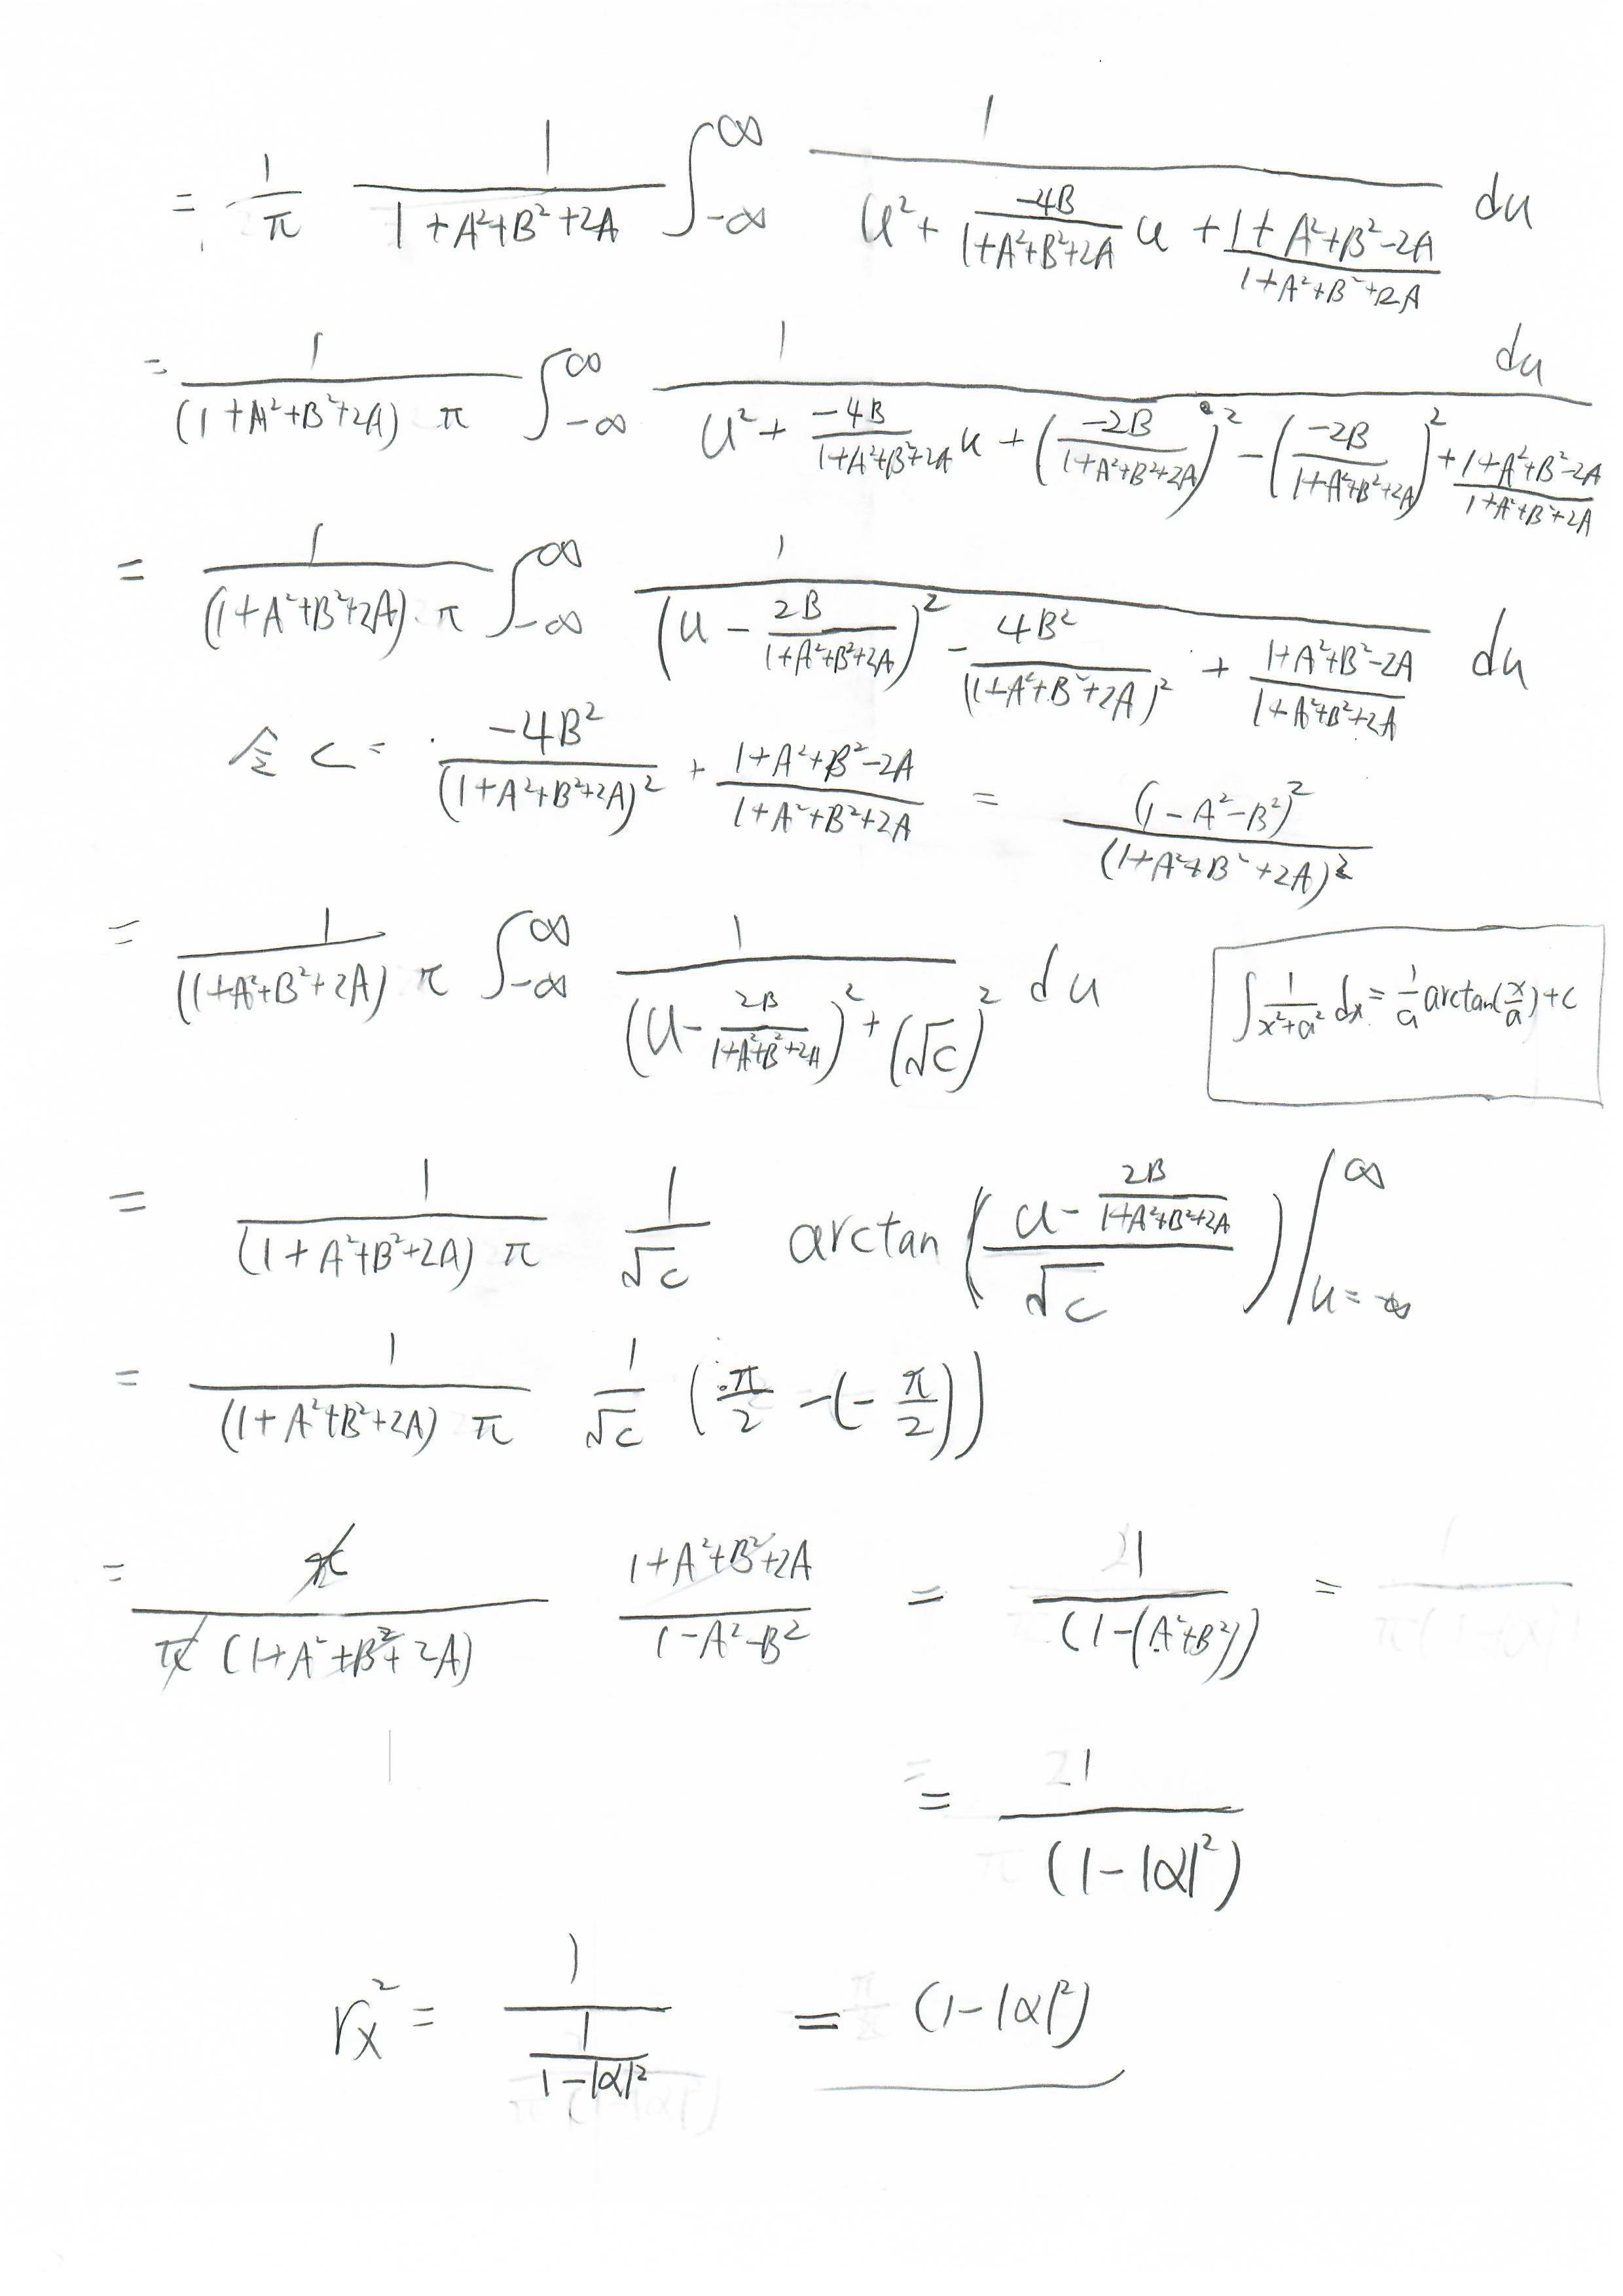 = \frac{1}{\pi} \frac{1}{1+A^2+B^2+2A} \int_{-\infty}^{\infty} \frac{1}{u^2 + \frac{-4B}{1+A^2+B^2+2A} u + \frac{1+A^2+B^2-2A}{1+A^2+B^2+2A}} du
= \frac{1}{(1+A^2+B^2+2A) \pi} \int_{-\infty}^{\infty} \frac{1}{u^2 + \frac{-4B}{1+A^2+B^2+2A} u + \left(\frac{-2B}{1+A^2+B^2+2A}\right)^2 - \left(\frac{-2B}{1+A^2+B^2+2A}\right)^2 + \frac{1+A^2+B^2-2A}{1+A^2+B^2+2A}} du
= \frac{1}{(1+A^2+B^2+2A) \cdot \pi} \int_{-\infty}^{\infty} \frac{1}{\left(u - \frac{2B}{1+A^2+B^2+2A}\right)^2 - \frac{4B^2}{(1+A^2+B^2+2A)^2} + \frac{1+A^2+B^2-2A}{1+A^2+B^2+2A}} du
令 c = \frac{-4B^2}{(1+A^2+B^2+2A)^2} + \frac{1+A^2+B^2-2A}{1+A^2+B^2+2A} = \frac{(1-A^2-B^2)^2}{(1+A^2+B^2+2A)^2}
= \frac{1}{(1+A^2+B^2+2A) \pi} \int_{-\infty}^{\infty} \frac{1}{\left(u - \frac{2B}{1+A^2+B^2+2A}\right)^2 + (\sqrt{c})^2} du
\int \frac{1}{x^2+a^2} dx = \frac{1}{a} arctan(\frac{x}{a}) + c
= \frac{1}{(1+A^2+B^2+2A) \pi} \frac{1}{\sqrt{c}} arctan \left(\frac{u - \frac{2B}{1+A^2+B^2+2A}}{\sqrt{c}}\right) \Big|_{u=-\infty}^{\infty}
= \frac{1}{(1+A^2+B^2+2A) \pi} \frac{1}{\sqrt{c}} (\frac{\pi}{2} - (-\frac{\pi}{2}))
= \frac{\pi}{\pi (1+A^2+B^2+2A)} \frac{1+A^2+B^2+2A}{1-A^2-B^2} = \frac{1}{(1-(A^2+B^2))} =
= \frac{1}{(1-|α|^2)}
r_x^2 = \frac{1}{\frac{1}{1-|α|^2}} = (1-|α|^2)